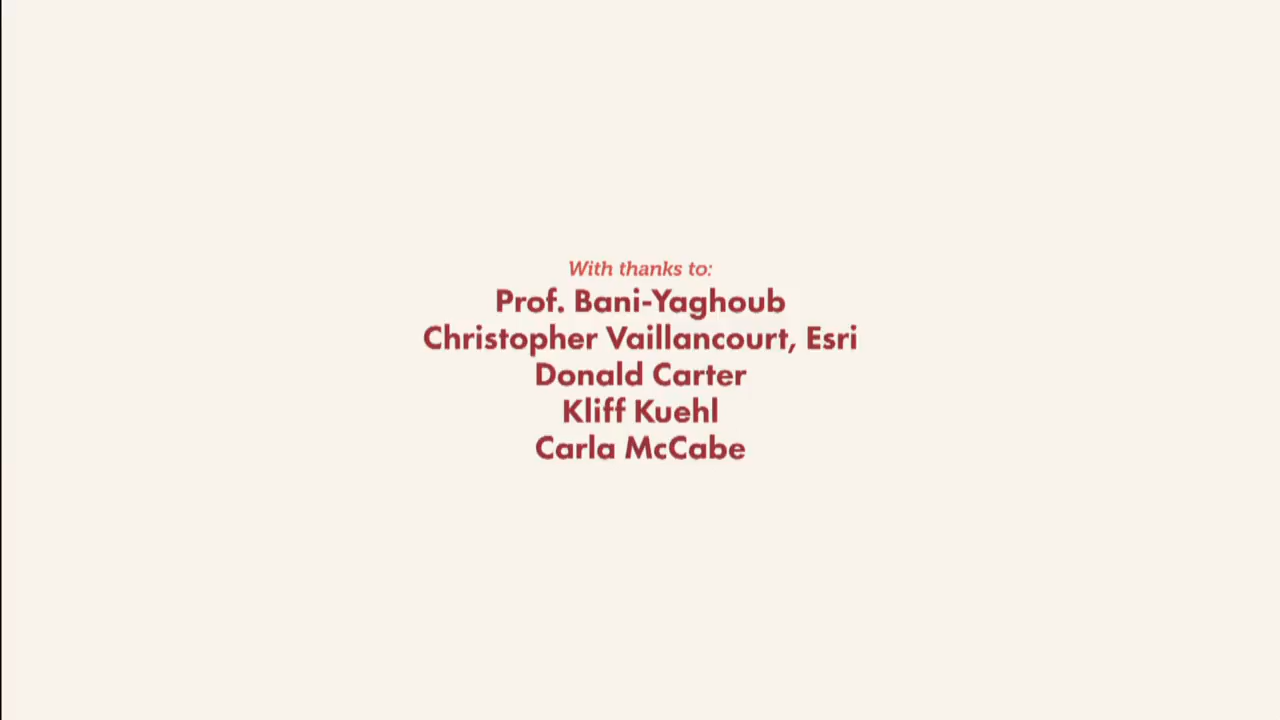 With thanks to:
Prof. Bani-Yaghoub
Christopher Vaillancourt, Esri
Donald Carter
Kliff Kuehl
Carla McCabe